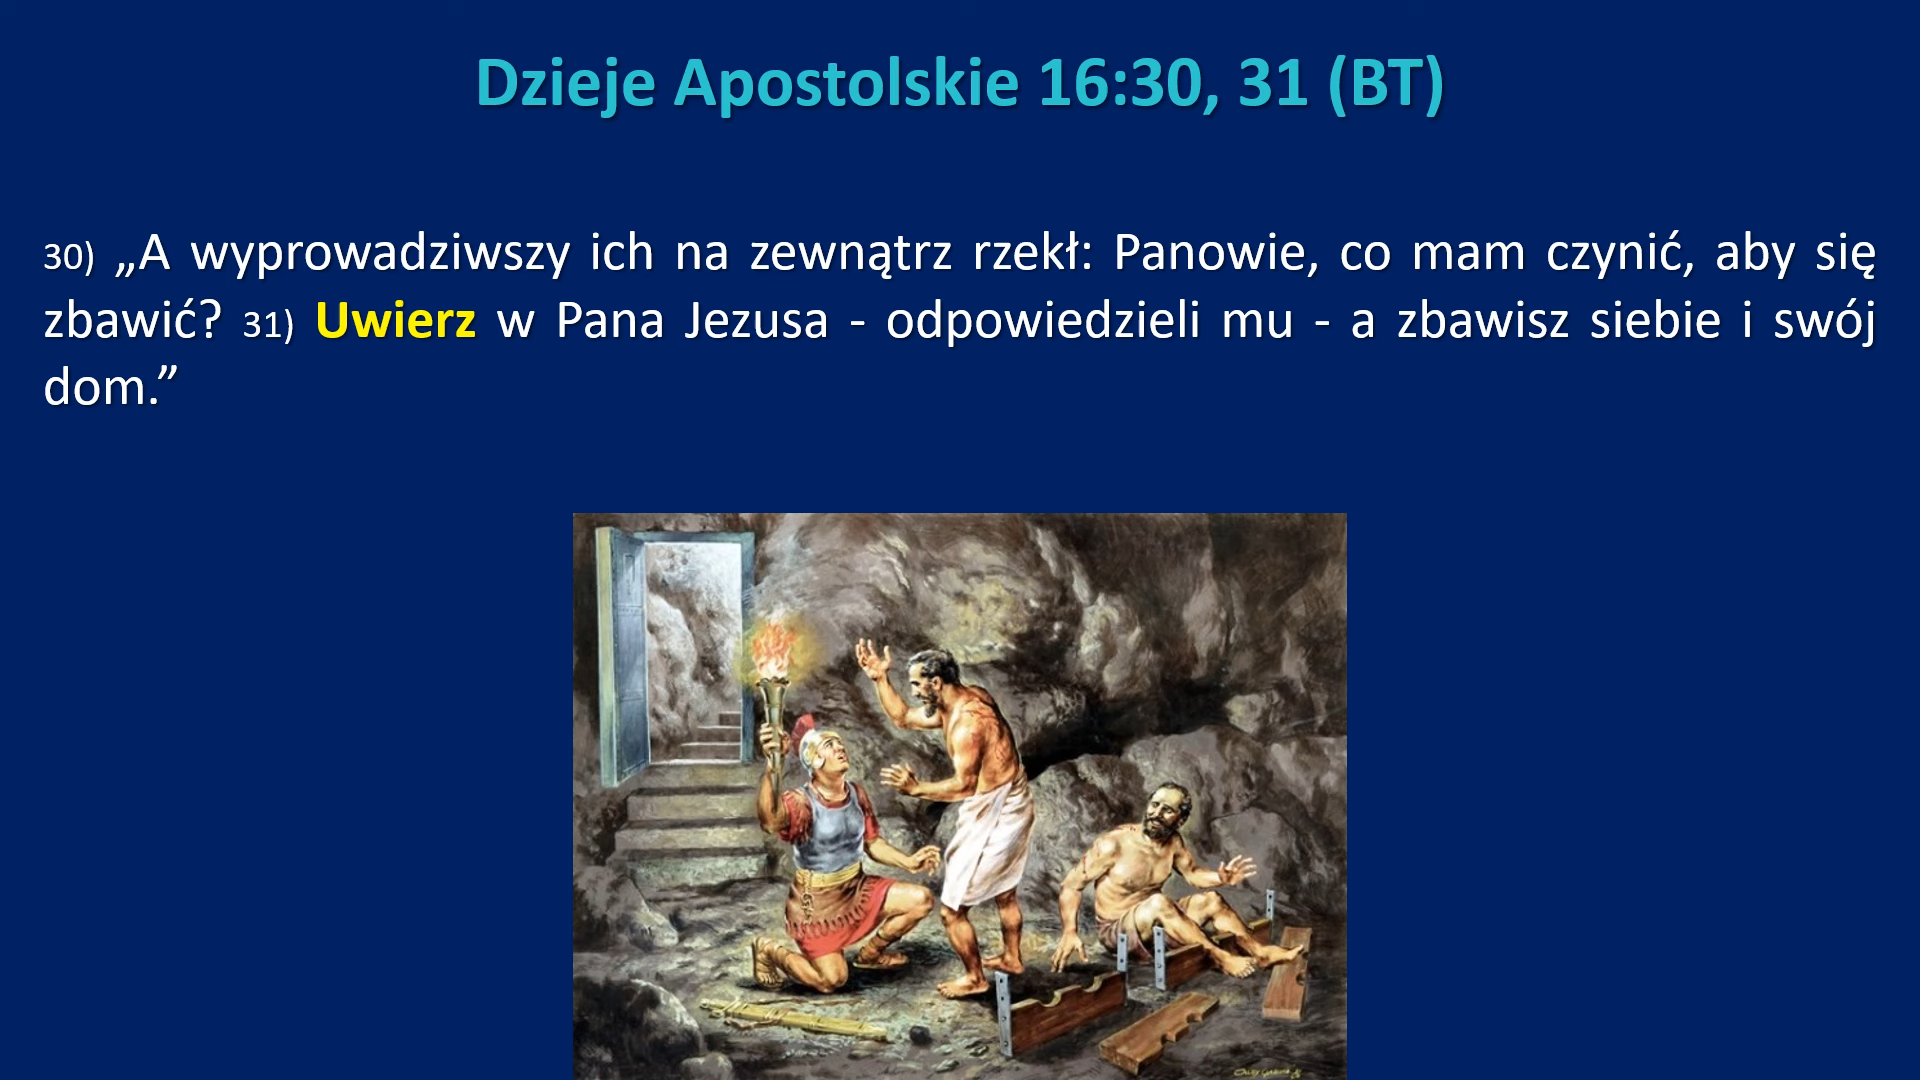 Dzieje Apostolskie 16:30, 31 (BT)
30) „A wyprowadziwszy ich na zewnątrz rzekł: Panowie, co mam czynić, aby się
zbawić? 31) Uwierz w Pana Jezusa - odpowiedzieli mu - a zbawisz siebie i swój
dom.”